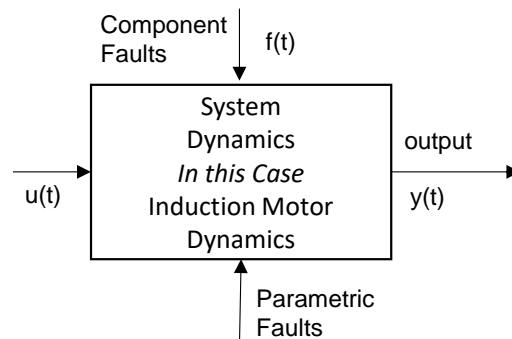 Component
Faults
f(t)
System
Dynamics
In this Case
Induction Motor
Dynamics
u(t)
output
y(t)
Parametric
Faults